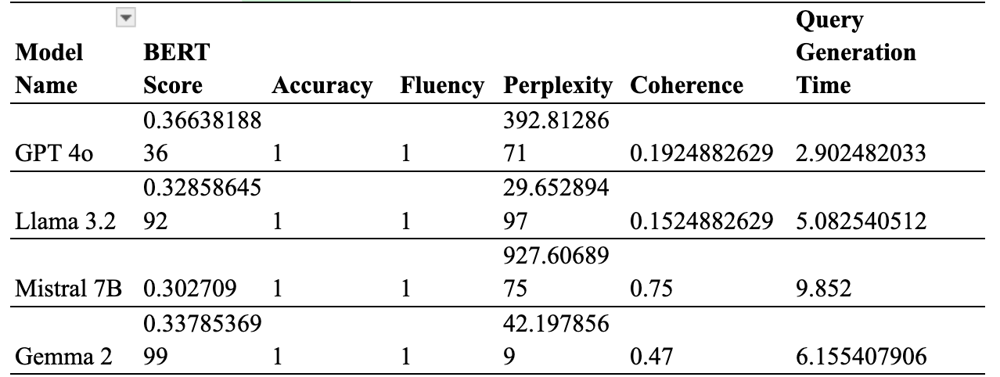 Model Name BERT Score Accuracy Fluency Perplexity Coherence Query Generation Time
GPT 4o 0.3663818836 1 1 392.8128671 0.1924882629 2.902482033
Llama 3.2 0.3285864592 1 1 29.65289497 0.1524882629 5.082540512
Mistral 7B 0.302709 1 1 927.6068975 0.75 9.852
Gemma 2 0.3378536999 1 1 42.1978569 0.47 6.155407906